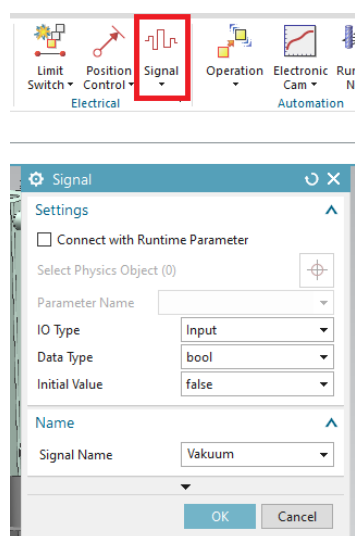 Limit Switch
Position Control
Signal
Operation
Electronic Cam
Electrical
Automation
Signal
Settings
Connect with Runtime Parameter
Select Physics Object (0)
Parameter Name
IO Type Input
Data Type bool
Initial Value false
Name
Signal Name Vakuum
OK Cancel